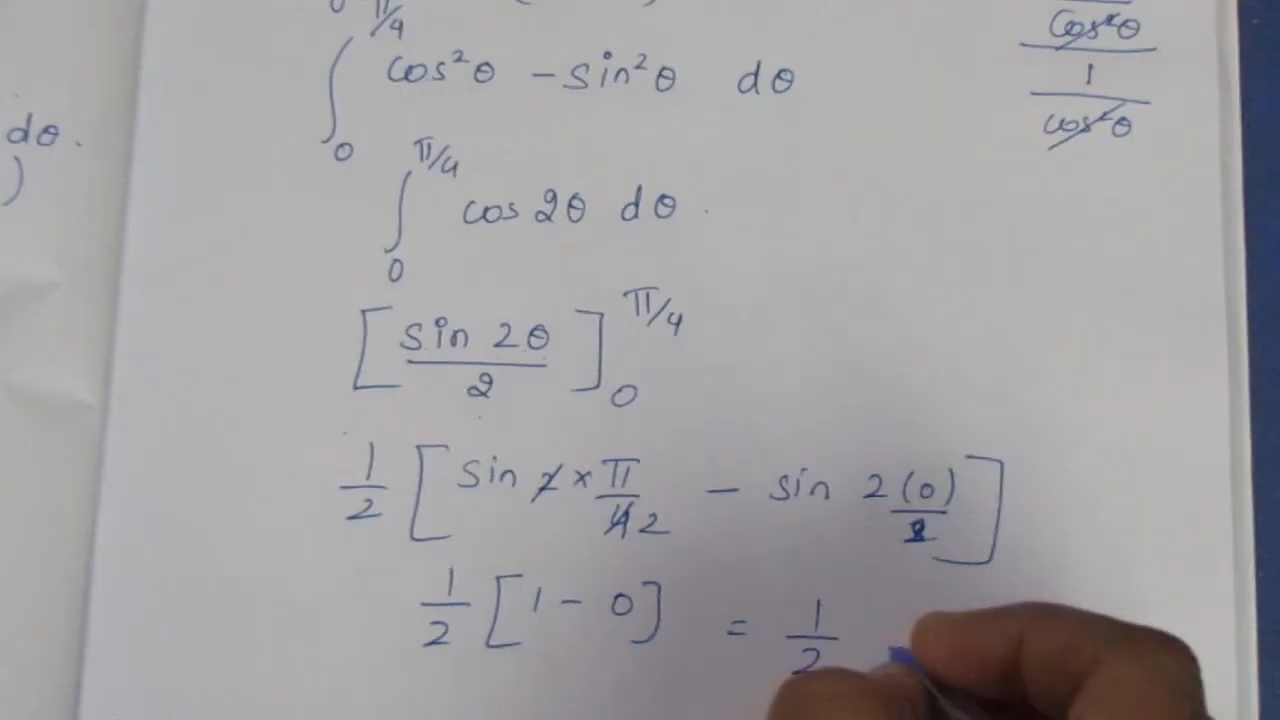 π/4
∫ cos²θ - sin²θ dθ
0
π/4
∫ cos 2θ dθ.
0
[sin 2θ / 2] π/4 0
1/2 [sin 2 × π/4 2 - sin 2(0)/2]
1/2 [1 - 0] = 1/2
dθ.
)
cos²θ
1
cos²θ